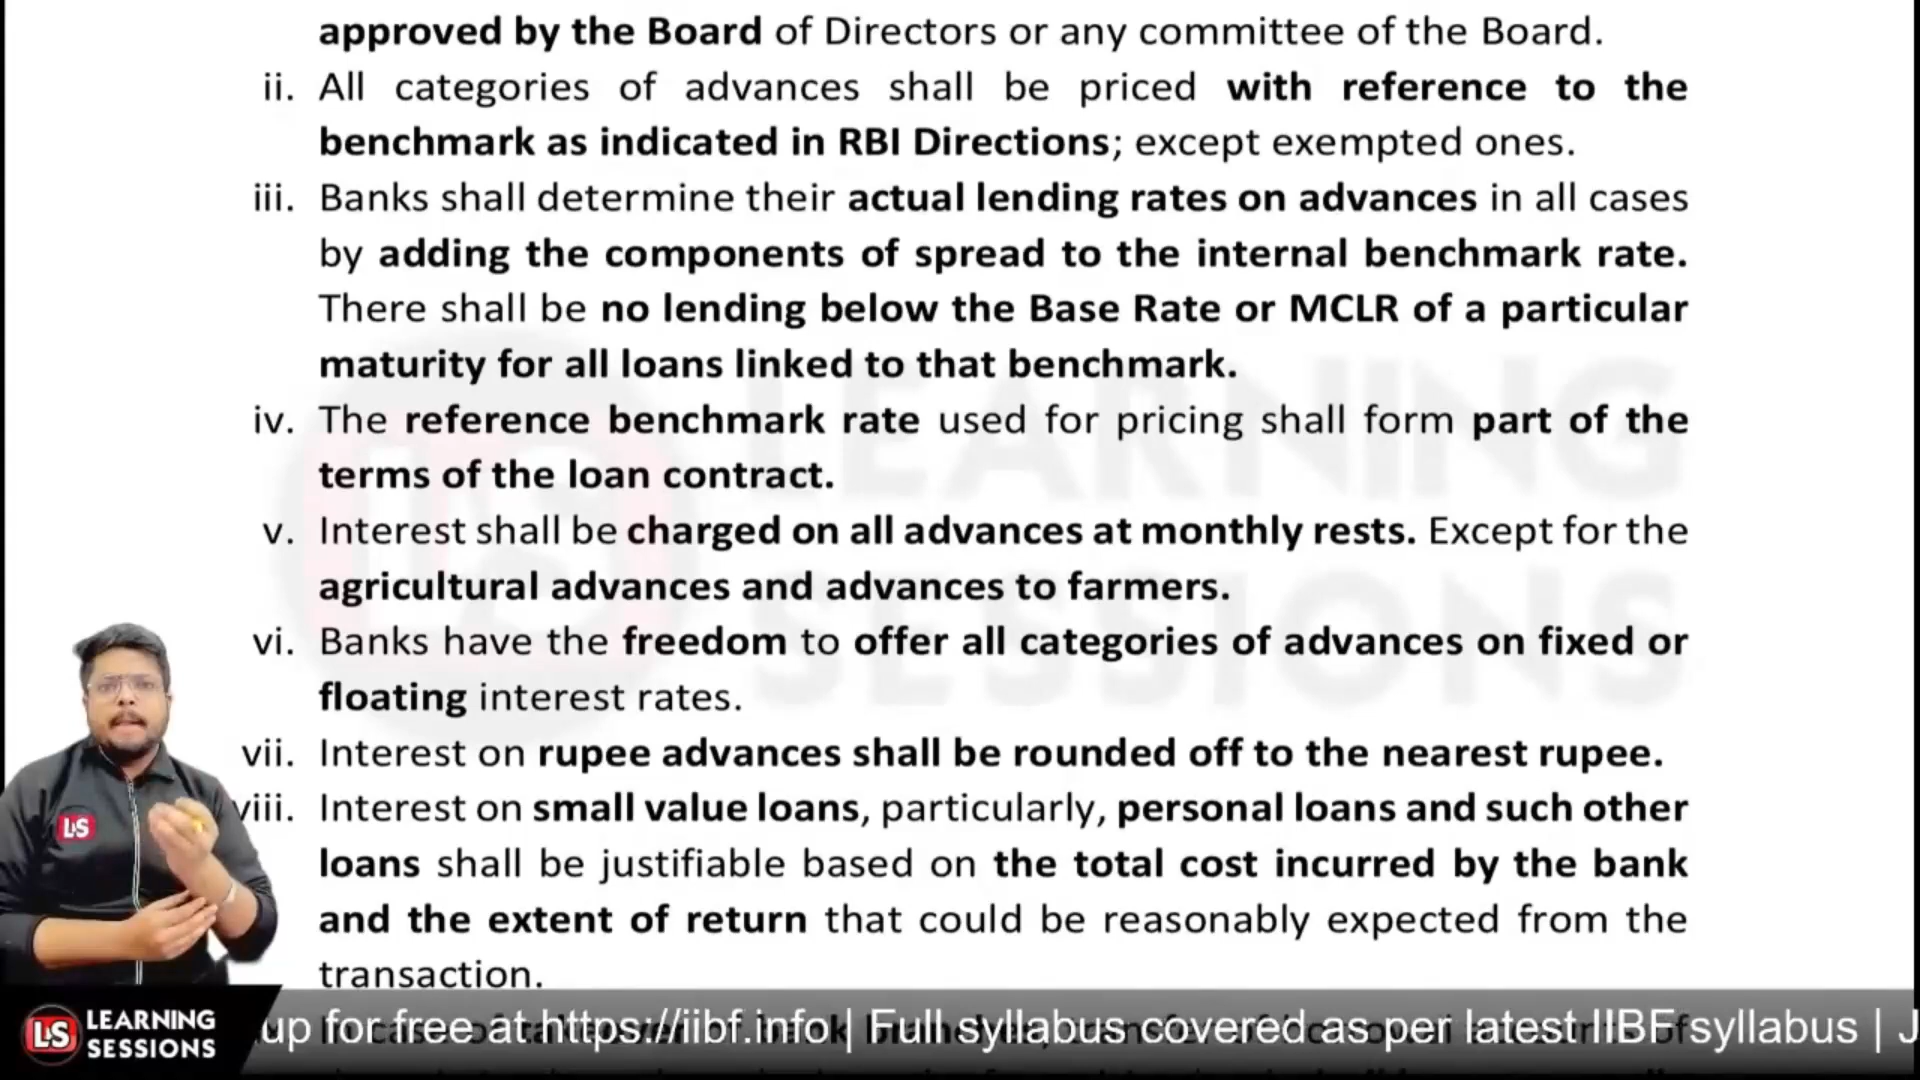 approved by the Board of Directors or any committee of the Board.
ii. All categories of advances shall be priced with reference to the
benchmark as indicated in RBI Directions; except exempted ones.
iii. Banks shall determine their actual lending rates on advances in all cases
by adding the components of spread to the internal benchmark rate.
There shall be no lending below the Base Rate or MCLR of a particular
maturity for all loans linked to that benchmark.
iv. The reference benchmark rate used for pricing shall form part of the
terms of the loan contract.
v. Interest shall be charged on all advances at monthly rests. Except for the
agricultural advances and advances to farmers.
vi. Banks have the freedom to offer all categories of advances on fixed or
floating interest rates.
vii. Interest on rupee advances shall be rounded off to the nearest rupee.
viii. Interest on small value loans, particularly, personal loans and such other
loans shall be justifiable based on the total cost incurred by the bank
and the extent of return that could be reasonably expected from the
transaction.
LEARNING
SESSIONS
LS
LS
LEARNING
SESSIONS
up for free at https://iibf.info | Full syllabus covered as per latest IIBF syllabus | J